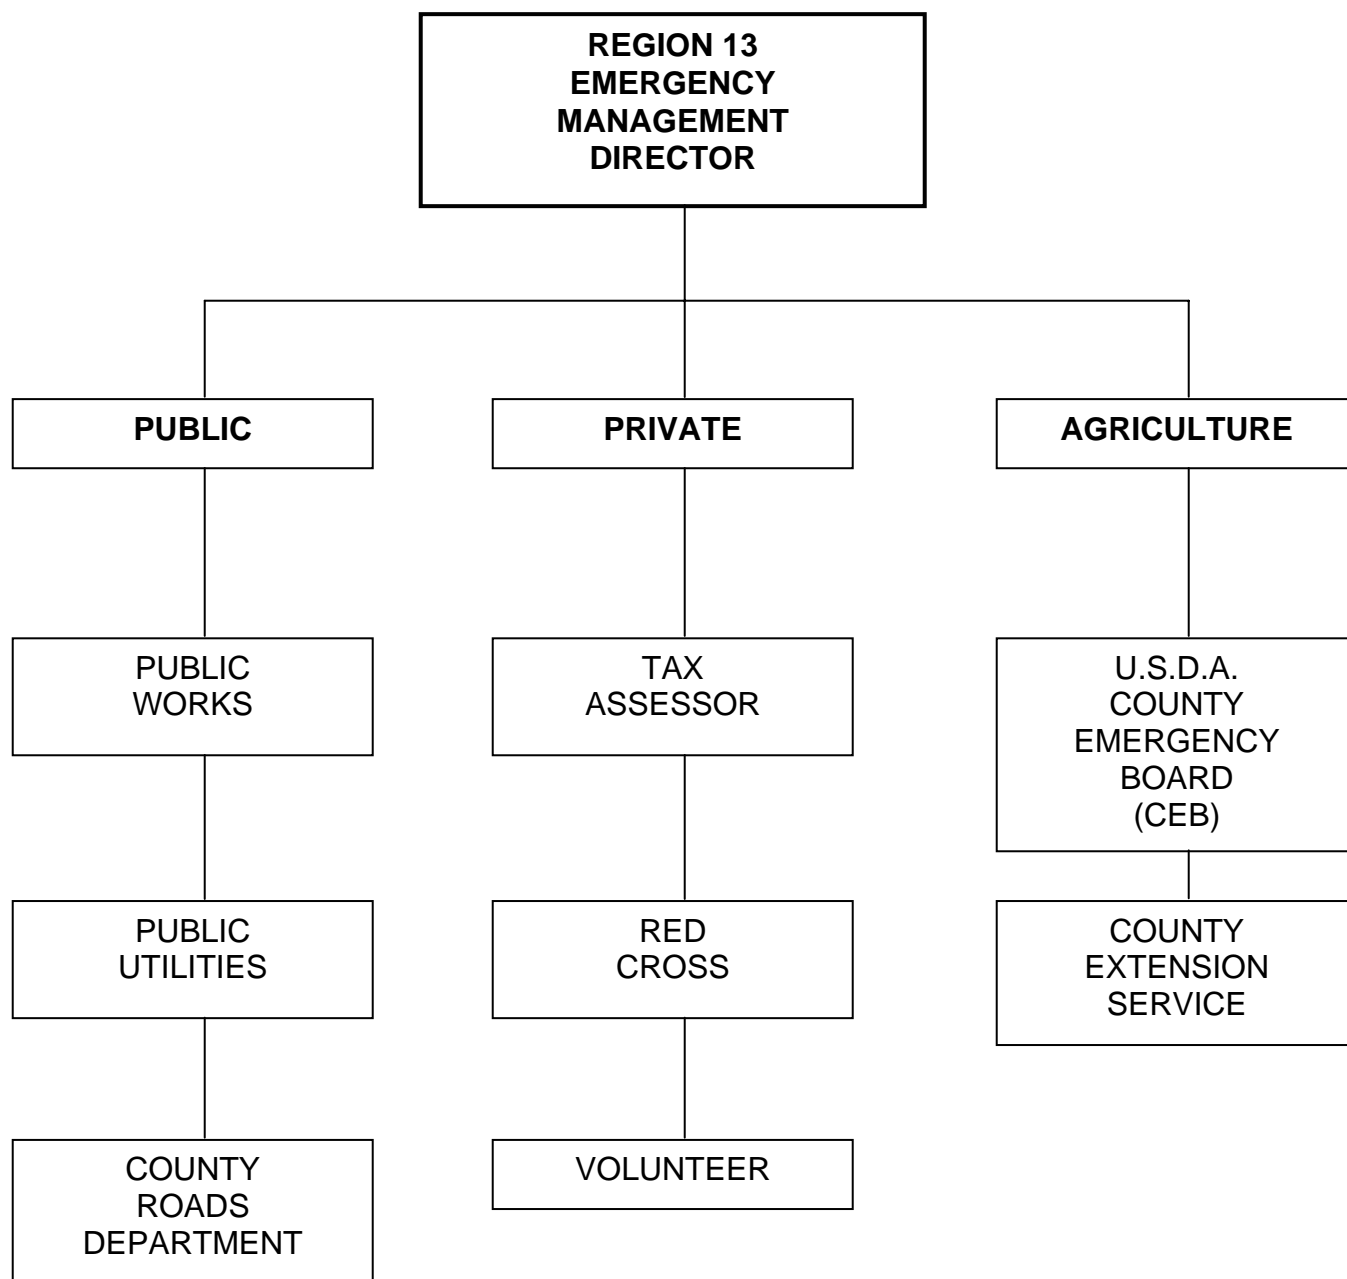 REGION 13
EMERGENCY
MANAGEMENT
DIRECTOR
PUBLIC
PRIVATE
AGRICULTURE
PUBLIC
WORKS
TAX
ASSESSOR
U.S.D.A.
COUNTY
EMERGENCY
BOARD
(CEB)
PUBLIC
UTILITIES
RED
CROSS
COUNTY
EXTENSION
SERVICE
COUNTY
ROADS
DEPARTMENT
VOLUNTEER